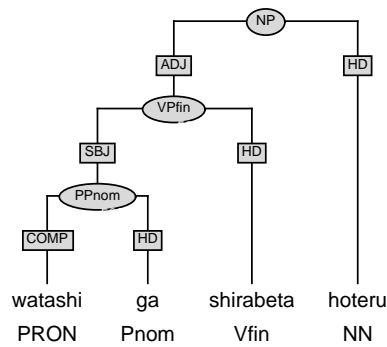 NP
ADJ HD
VPfin
SBJ HD
PPnom
COMP HD
watashi ga shirabeta hoteru
PRON Pnom Vfin NN